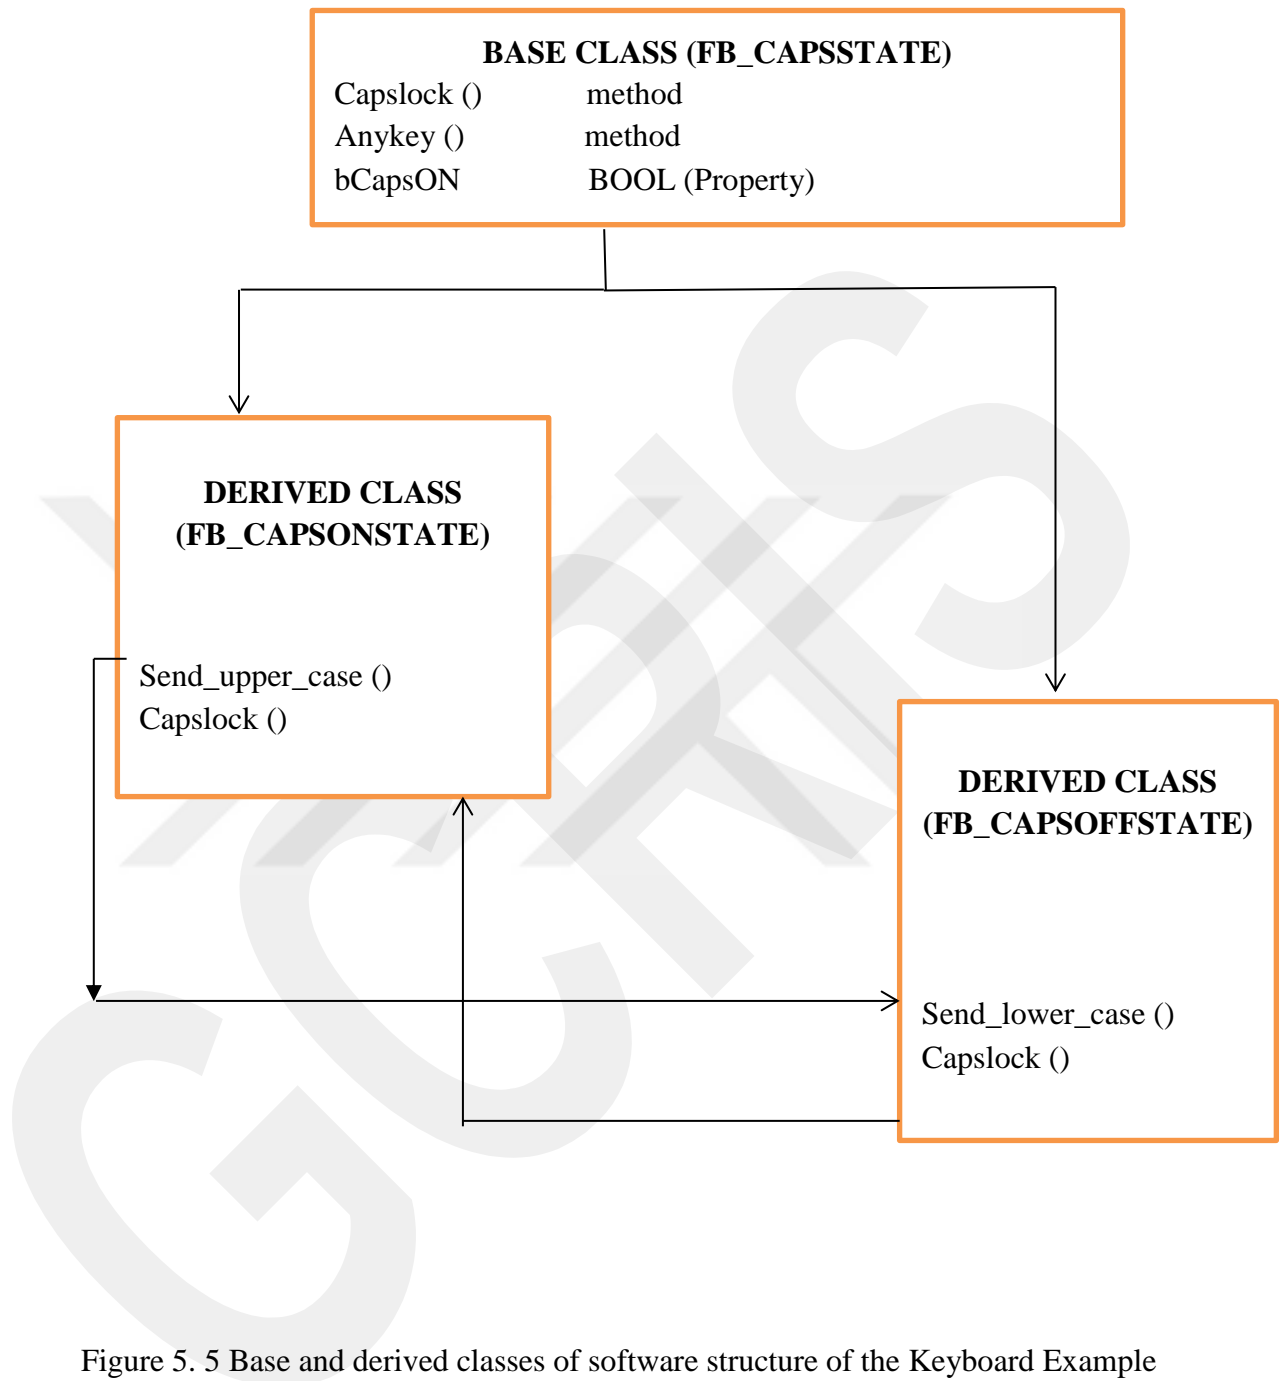 BASE CLASS (FB_CAPSSTATE)
Capslock () method
Anykey () method
bCapsON BOOL (Property)
DERIVED CLASS
(FB_CAPSONSTATE)
Send_upper_case ()
Capslock ()
DERIVED CLASS
(FB_CAPSOFFSTATE)
Send_lower_case ()
Capslock ()
GCRIS
Figure 5. 5 Base and derived classes of software structure of the Keyboard Example